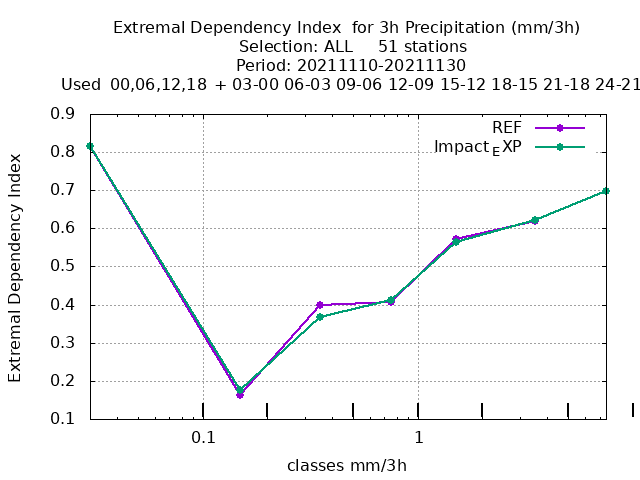 Extremal Dependency Index  for 3h Precipitation (mm/3h)
Selection: ALL     51 stations
Period: 20211110-20211130
Used  00,06,12,18  + 03-00 06-03 09-06 12-09 15-12 18-15 21-18 24-21
REF
Impact_EXP
0.9
0.8
0.7
0.6
0.5
0.4
0.3
0.2
0.1
Extremal Dependency Index
0.1 1
classes mm/3h